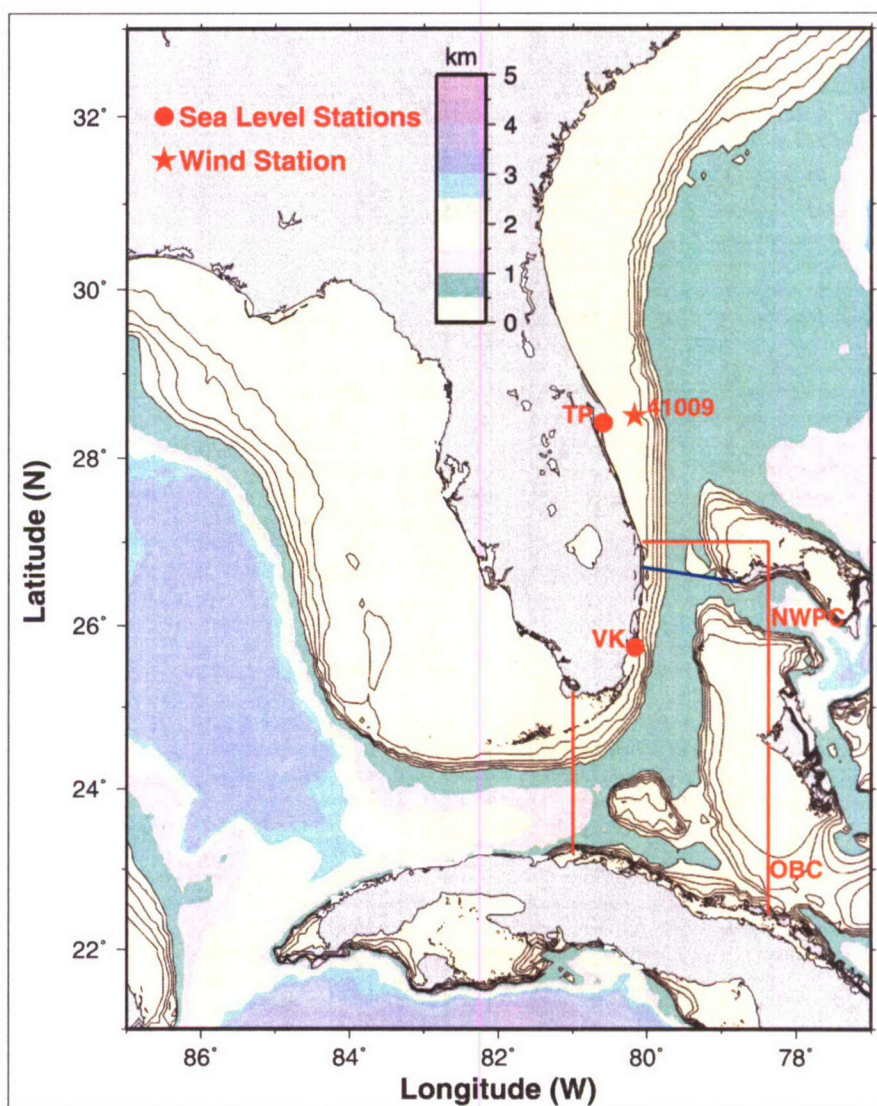 km
5
4
3
2
1
0
Sea Level Stations
Wind Station
32°
30°
28°
26°
24°
22°
Latitude (N)
TP
41009
VK
NWPC
OBC
86°
84°
82°
80°
78°
Longitude (W)